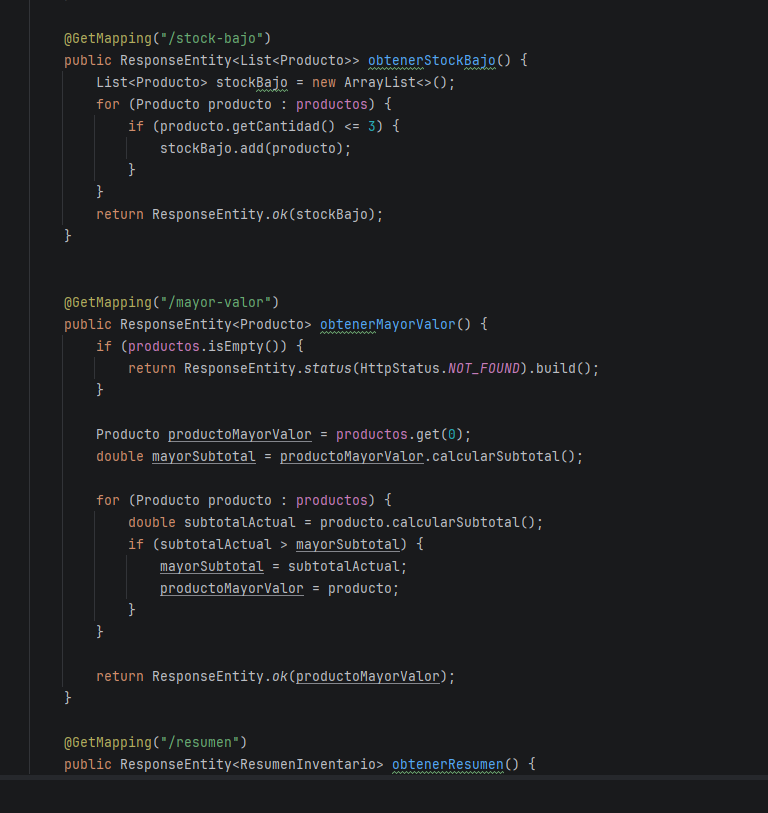 @GetMapping("/stock-bajo")
public ResponseEntity<List<Producto>> obtenerStockBajo() {
    List<Producto> stockBajo = new ArrayList<>();
    for (Producto producto : productos) {
        if (producto.getCantidad() <= 3) {
            stockBajo.add(producto);
        }
    }
    return ResponseEntity.ok(stockBajo);
}
@GetMapping("/mayor-valor")
public ResponseEntity<Producto> obtenerMayorValor() {
    if (productos.isEmpty()) {
        return ResponseEntity.status(HttpStatus.NOT_FOUND).build();
    }
    Producto productoMayorValor = productos.get(0);
    double mayorSubtotal = productoMayorValor.calcularSubtotal();
    for (Producto producto : productos) {
        double subtotalActual = producto.calcularSubtotal();
        if (subtotalActual > mayorSubtotal) {
            mayorSubtotal = subtotalActual;
            productoMayorValor = producto;
        }
    }
    return ResponseEntity.ok(productoMayorValor);
}
@GetMapping("/resumen")
public ResponseEntity<ResumenInventario> obtenerResumen() {